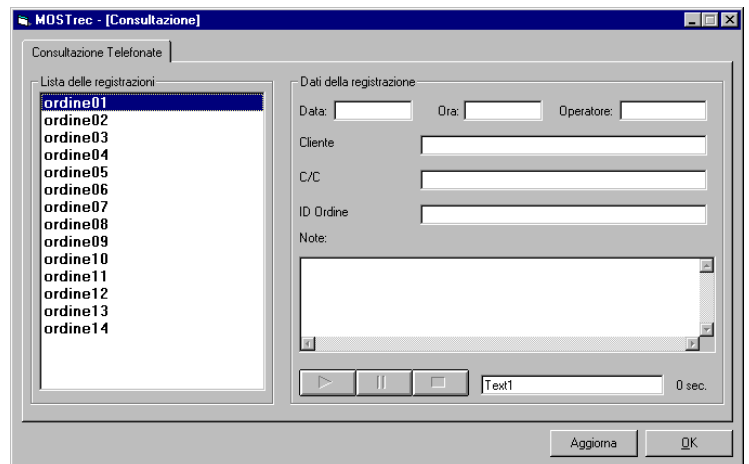 MOSTrec - [Consultazione]
Consultazione Telefonate
Lista delle registrazioni
ordine01
ordine02
ordine03
ordine04
ordine05
ordine06
ordine07
ordine08
ordine09
ordine10
ordine11
ordine12
ordine13
ordine14
Dati della registrazione
Data: Ora: Operatore:
Cliente
C/C
ID Ordine
Note:
Text1 0 sec.
Aggiorna OK